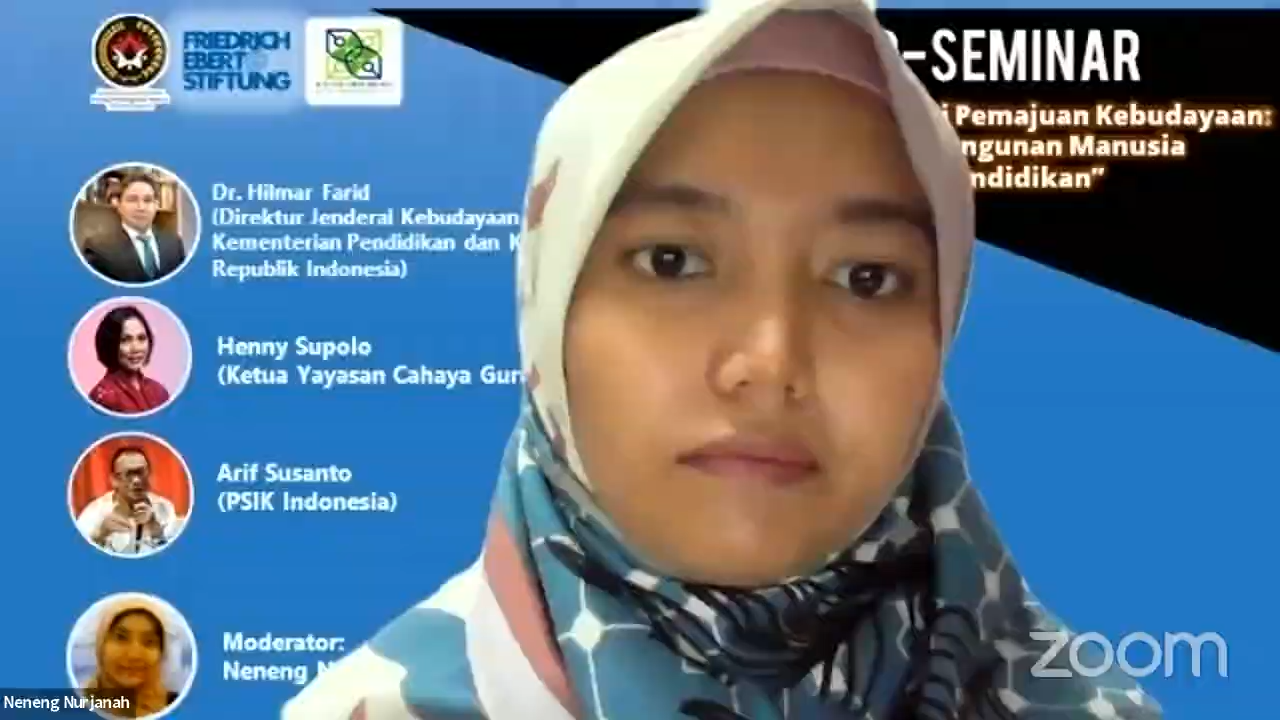 FRIEDRICH
EBERT
STIFTUNG
-SEMINAR
i Pemajuan Kebudayaan:
ngunan Manusia
ndidikan”
Dr. Hilmar Farid
(Direktur Jenderal Kebudayaan
Kementerian Pendidikan dan K
Republik Indonesia)
Henny Supolo
(Ketua Yayasan Cahaya Gur
Arif Susanto
(PSIK Indonesia)
Moderator:
Neneng N
zoom
Neneng Nurjanah